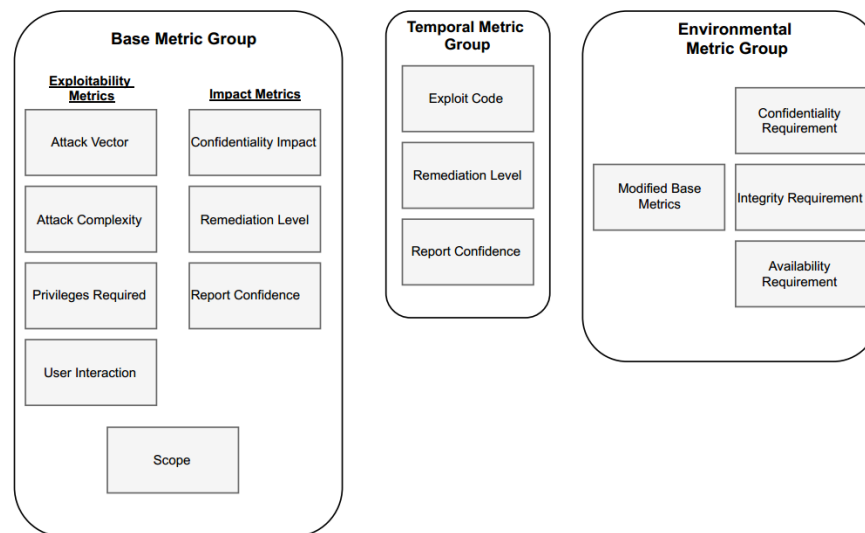 Base Metric Group
Exploitability
Metrics
Impact Metrics
Attack Vector
Confidentiality Impact
Attack Complexity
Remediation Level
Privileges Required
Report Confidence
User Interaction
Scope
Temporal Metric
Group
Exploit Code
Remediation Level
Report Confidence
Environmental
Metric Group
Confidentiality
Requirement
Modified Base
Metrics
Integrity Requirement
Availability
Requirement